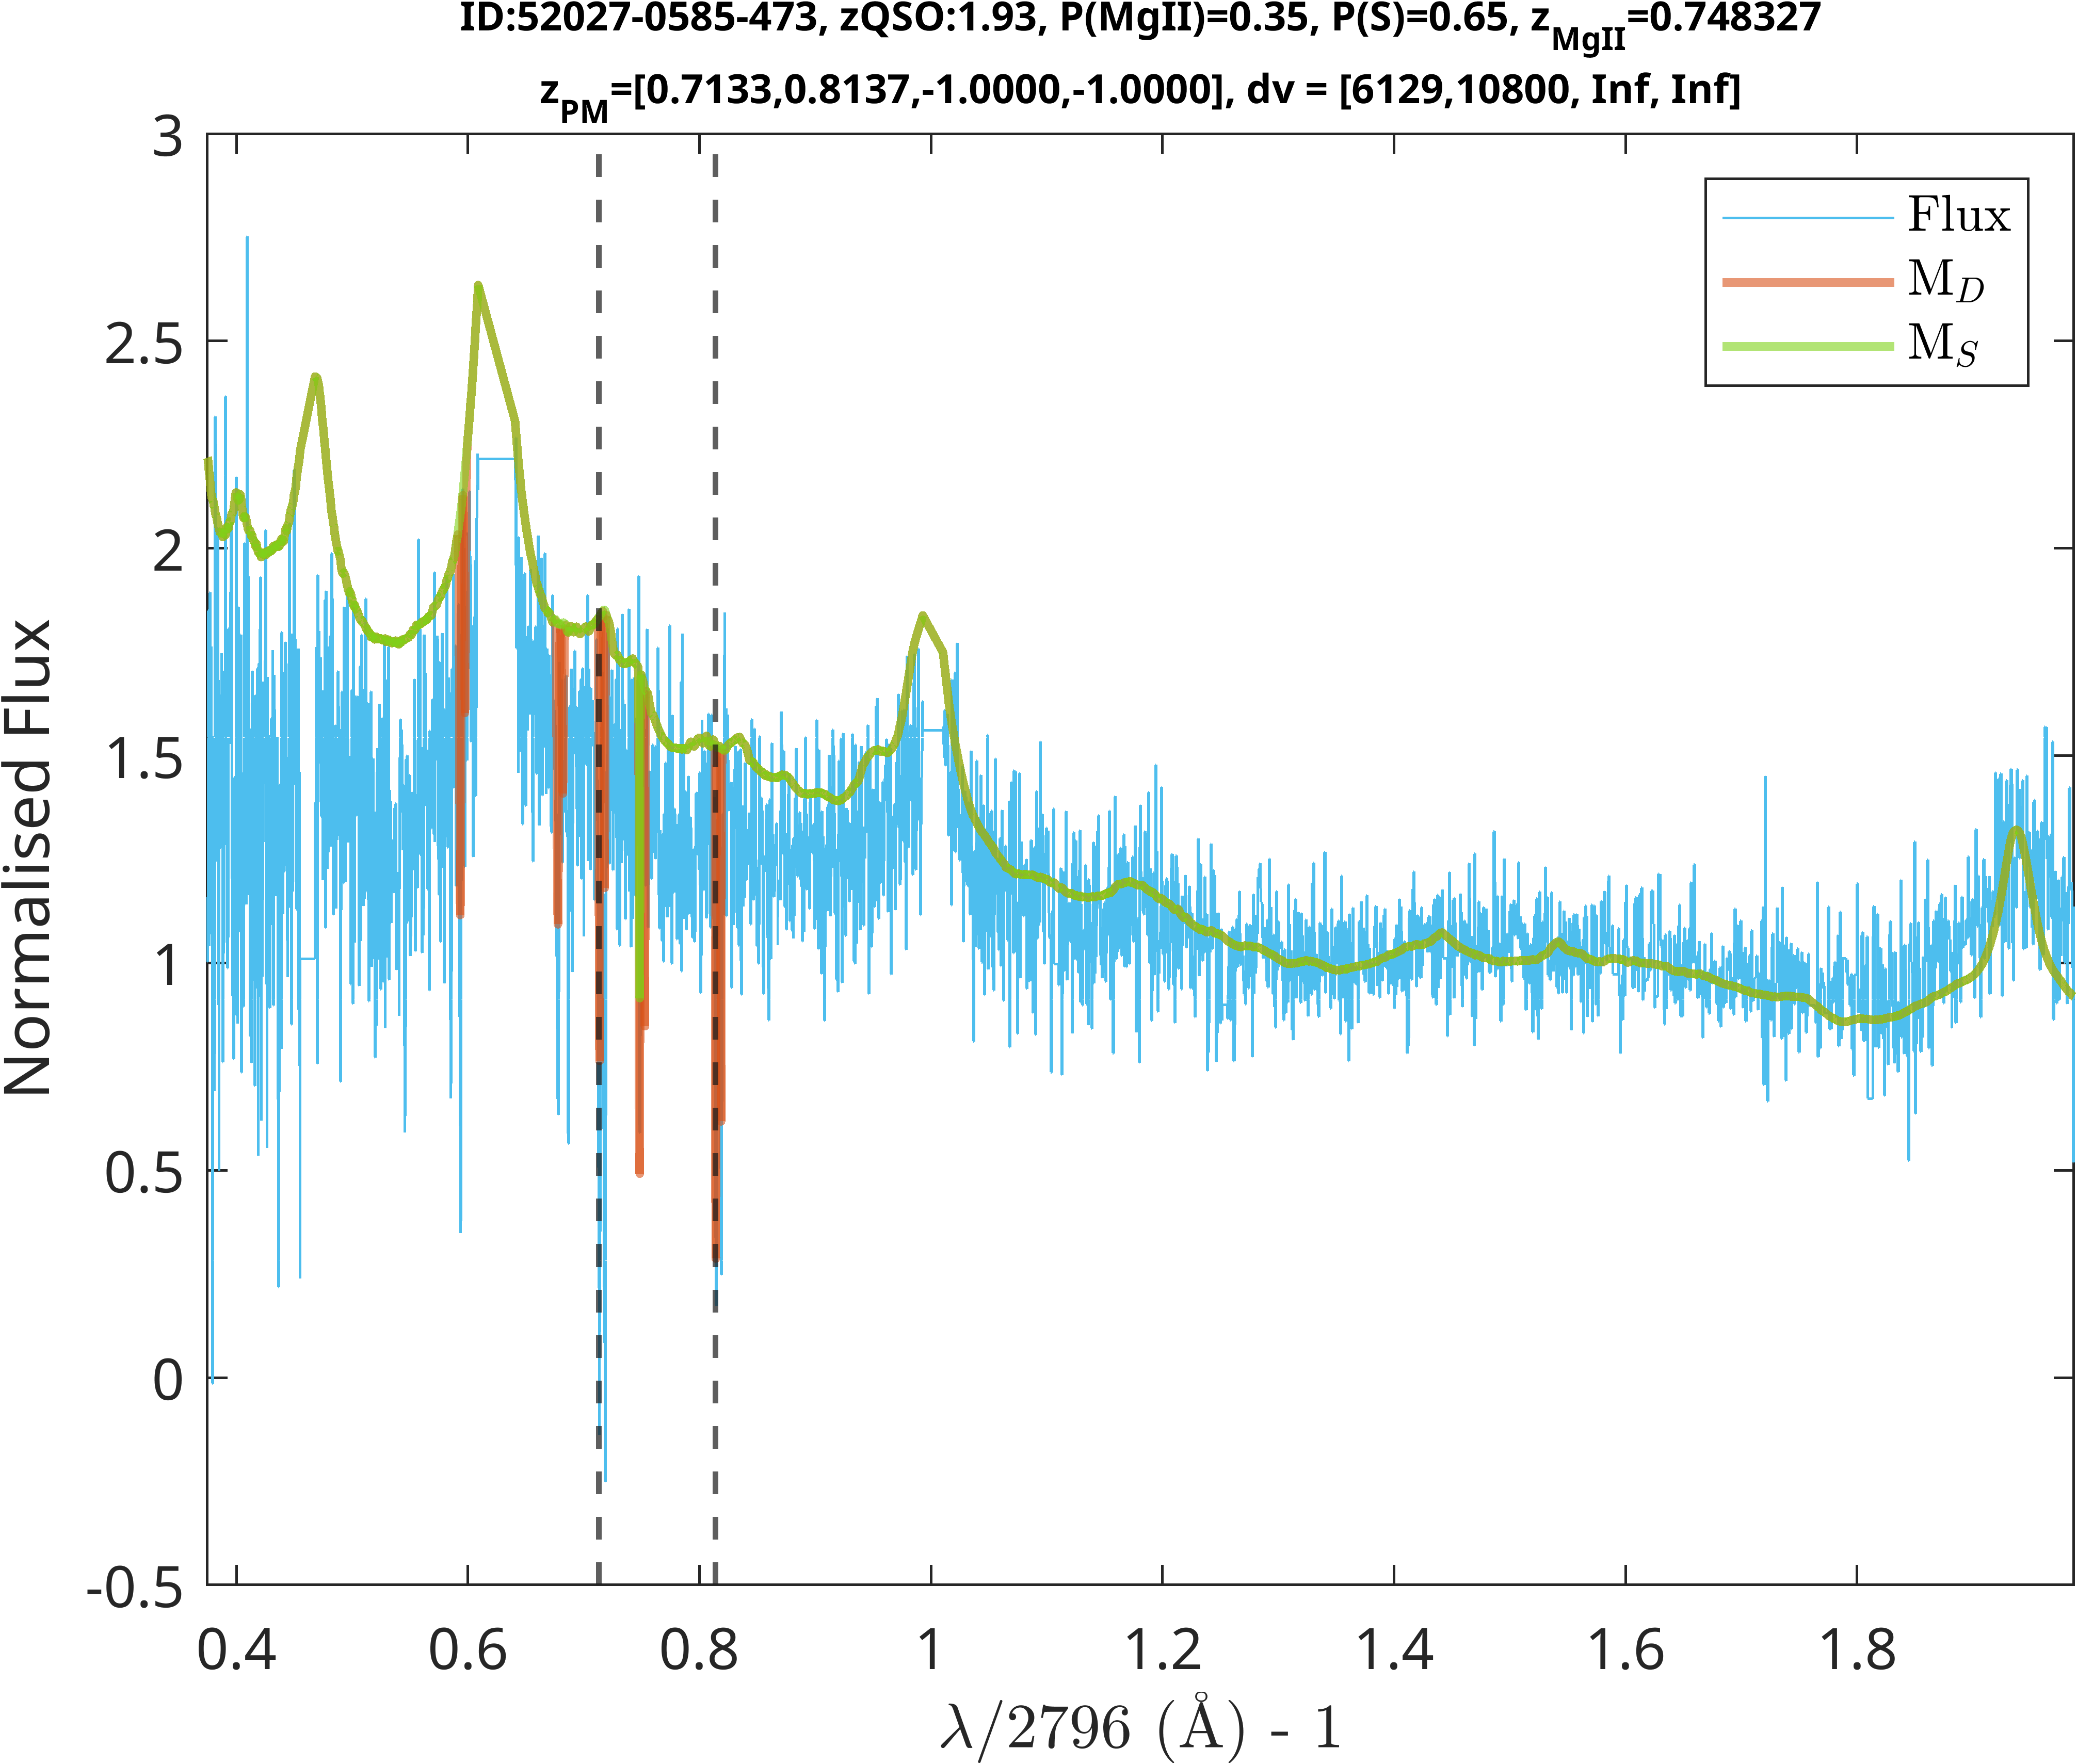 ID:52027-0585-473, zQSO:1.93, P(MgII)=0.35, P(S)=0.65, zMgII=0.748327
zPM=[0.7133,0.8137,-1.0000,-1.0000], dv = [6129,10800, Inf, Inf]
3
2.5
2
1.5
1
0.5
0
-0.5
Normalised Flux
Flux
MD
MS
0.4 0.6 0.8 1 1.2 1.4 1.6 1.8
λ/2796 (Å) - 1